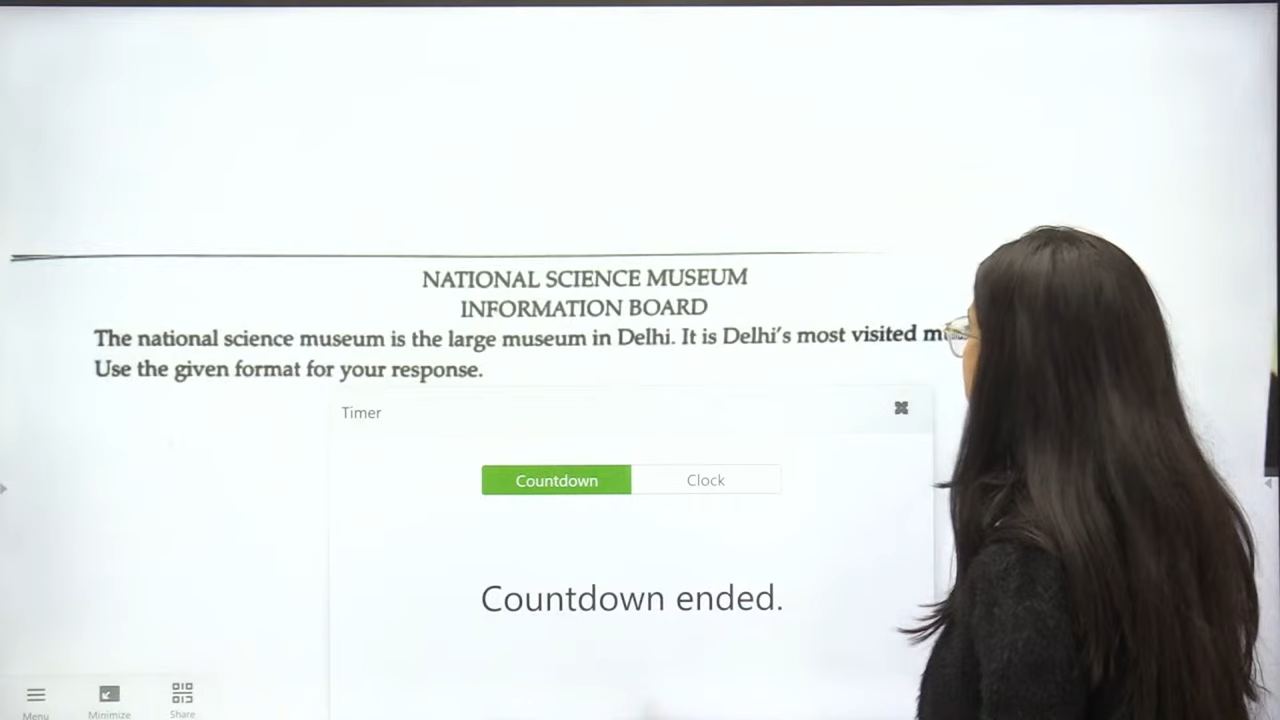 NATIONAL SCIENCE MUSEUM
INFORMATION BOARD
The national science museum is the large museum in Delhi. It is Delhi's most visited
Use the given format for your response.
Timer
Countdown Clock
Countdown ended.
Menu Minimize Share